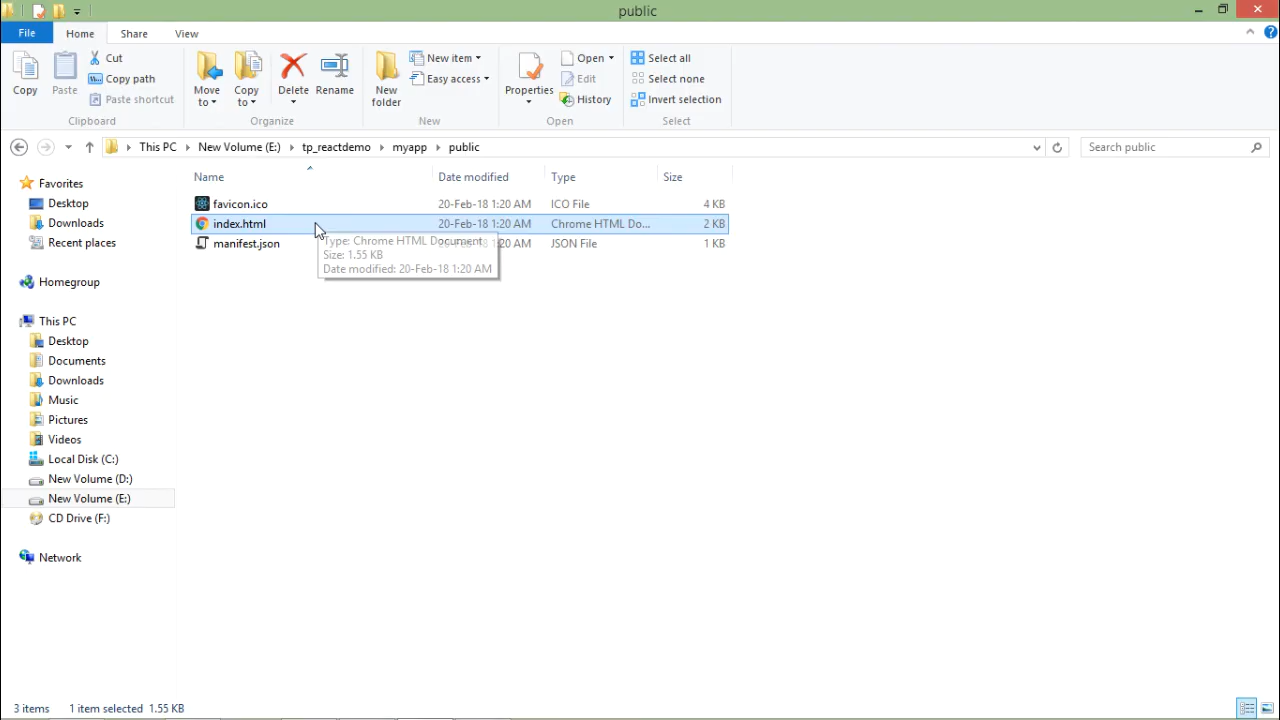 public
File Home Share View
Copy
Paste
Cut
Copy path
Paste shortcut
Clipboard
Move to
Copy to
Delete
Rename
Organize
New folder
New item
Easy access
New
Properties
Open
Edit
History
Open
Select all
Select none
Invert selection
Select
This PC New Volume (E:) tp_reactdemo myapp public
Search public
Name Date modified Type Size
favicon.ico 20-Feb-18 1:20 AM ICO File 4 KB
index.html 20-Feb-18 1:20 AM Chrome HTML Do... 2 KB
manifest.json 1:20 AM JSON File 1 KB
Type: Chrome HTML Document
Size: 1.55 KB
Date modified: 20-Feb-18 1:20 AM
Favorites
Desktop
Downloads
Recent places
Homegroup
This PC
Desktop
Documents
Downloads
Music
Pictures
Videos
Local Disk (C:)
New Volume (D:)
New Volume (E:)
CD Drive (F:)
Network
3 items 1 item selected 1.55 KB